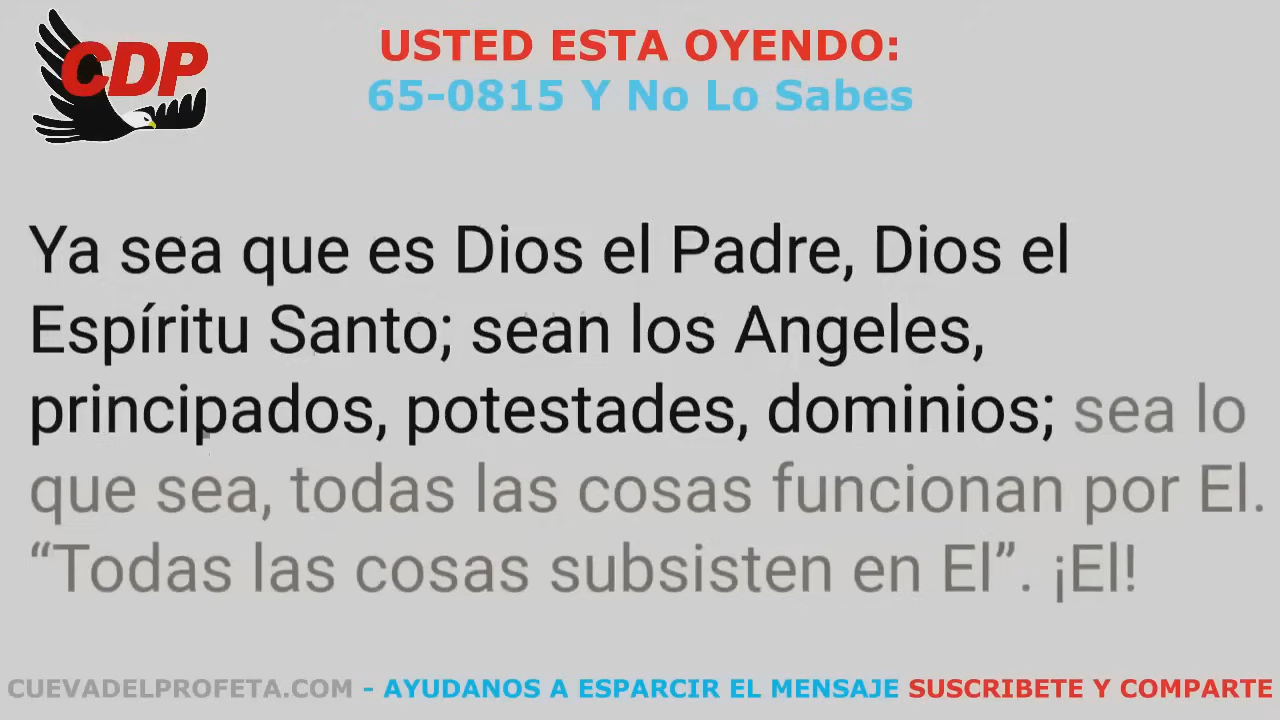 CDP
USTED ESTA OYENDO:
65-0815 Y No Lo Sabes
Ya sea que es Dios el Padre, Dios el
Espíritu Santo; sean los Angeles,
principados, potestades, dominios; sea lo
que sea, todas las cosas funcionan por El.
“Todas las cosas subsisten en El”. ¡El!
CUEVADELPROFETA.COM - AYUDANOS A ESPARCIR EL MENSAJE SUSCRIBETE Y COMPARTE